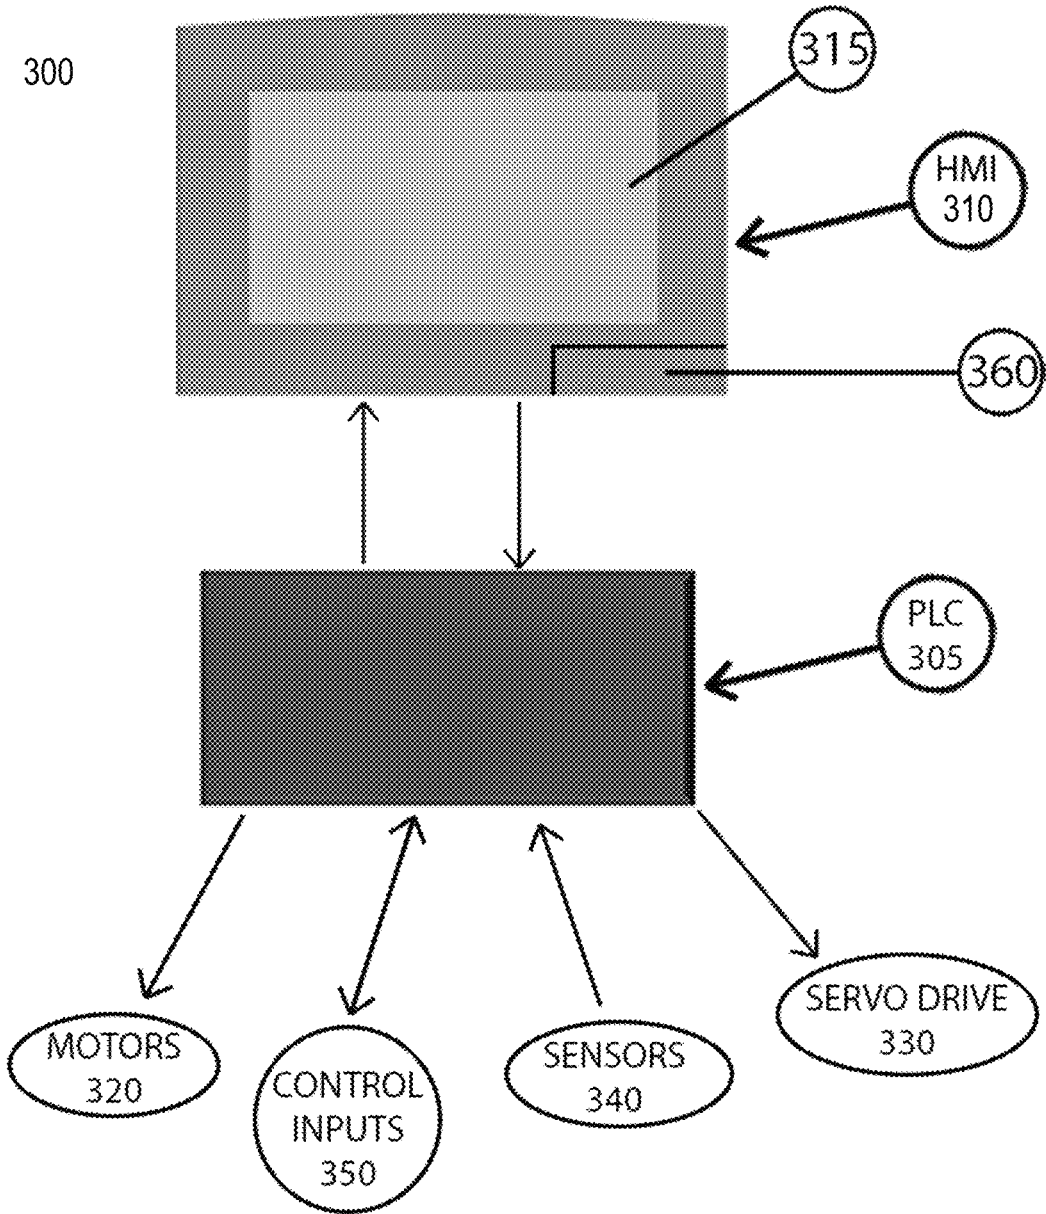 300
315
HMI
310
360
PLC
305
MOTORS
320
CONTROL
INPUTS
350
SENSORS
340
SERVO DRIVE
330